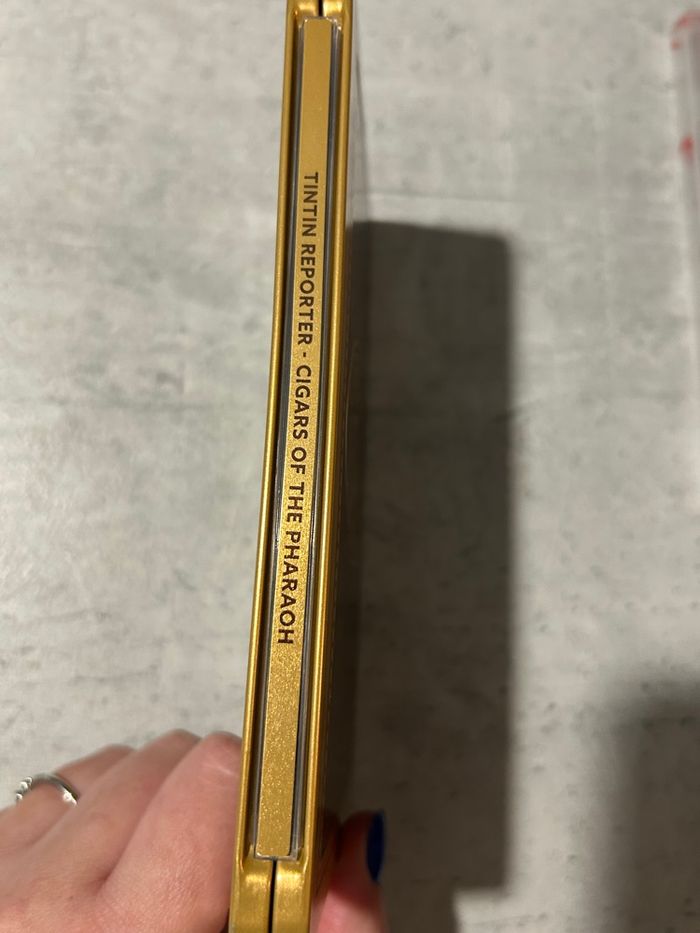 TINTIN REPORTER - CIGARS OF THE PHARAOH